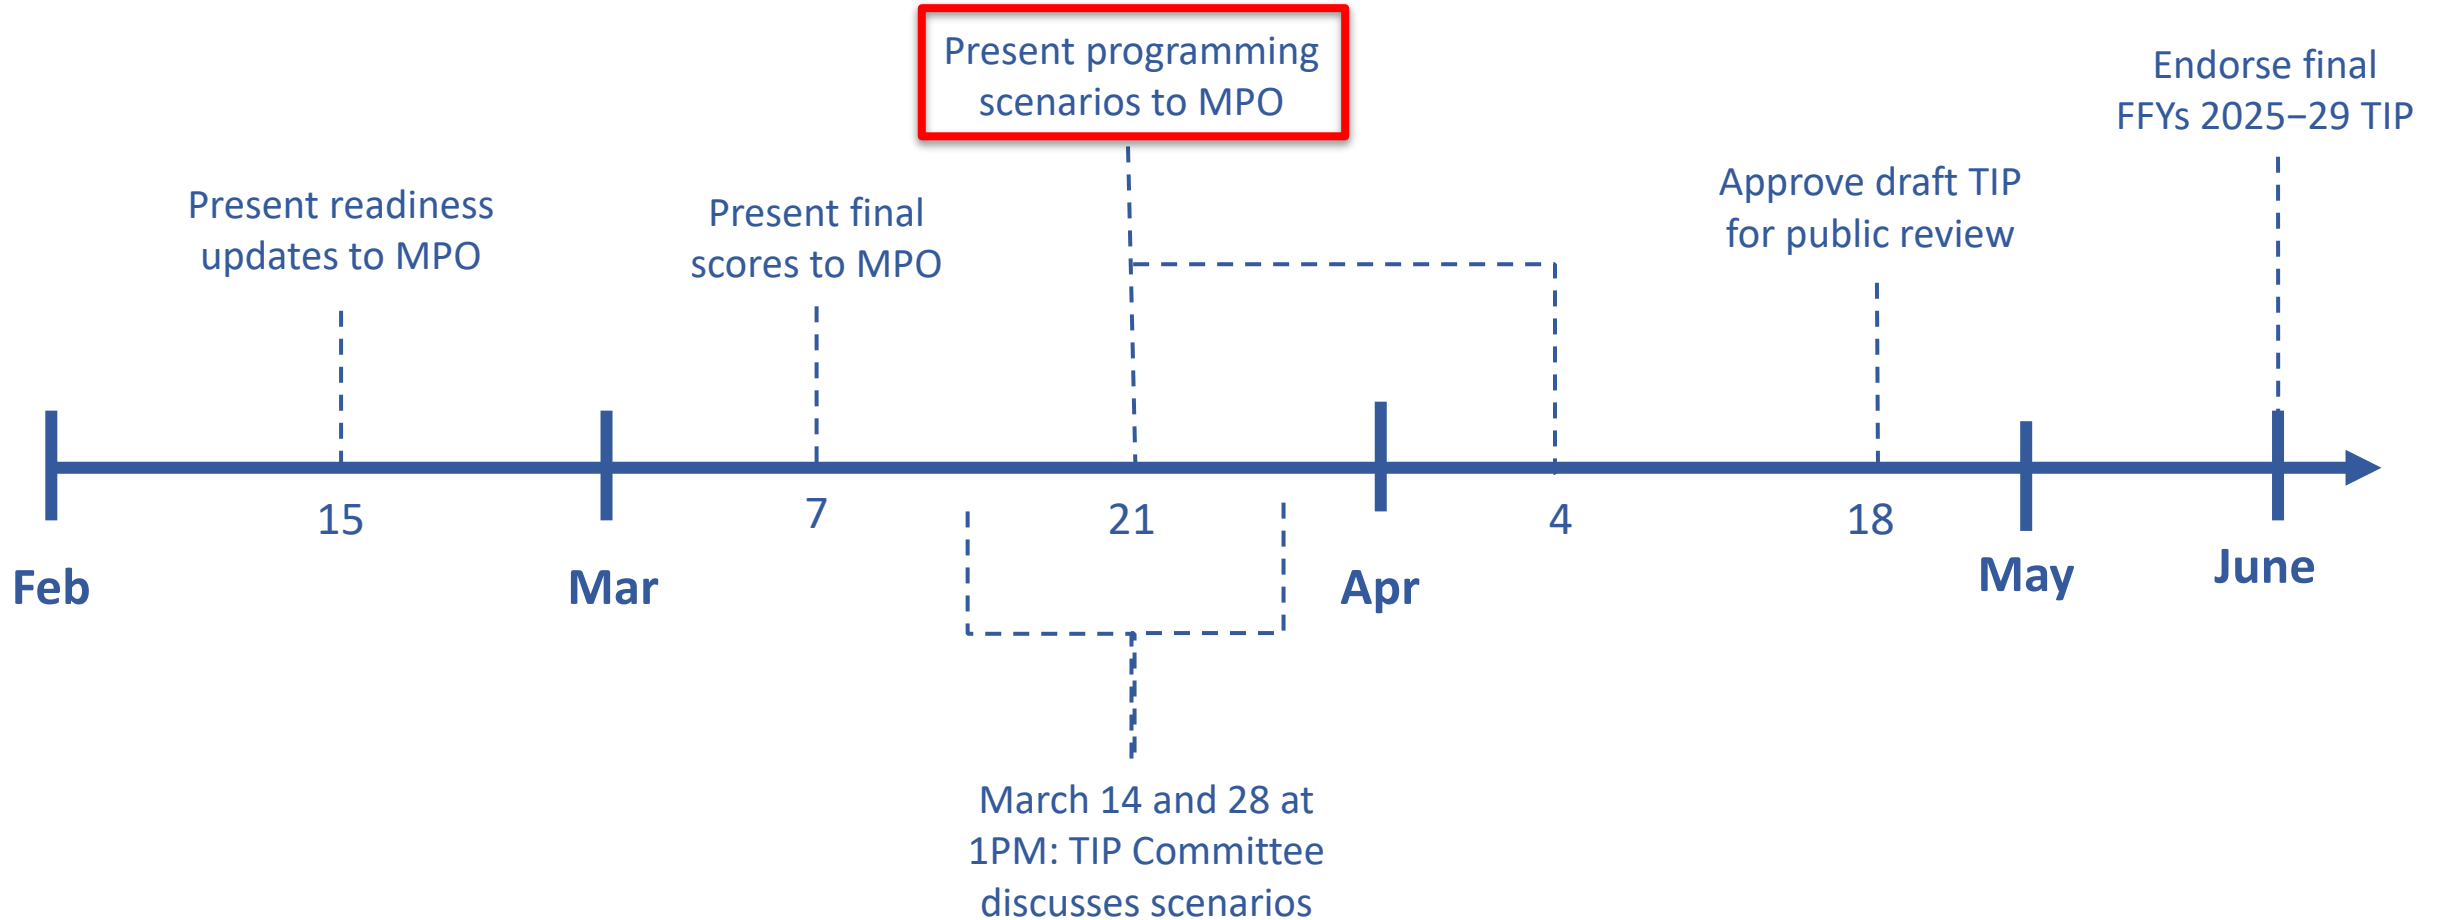 Present programming
scenarios to MPO
Endorse final
FFYs 2025–29 TIP
Present readiness
updates to MPO
Present final
scores to MPO
Approve draft TIP
for public review
15
7
21
4
18
Feb
Mar
Apr
May
June
March 14 and 28 at
1PM: TIP Committee
discusses scenarios